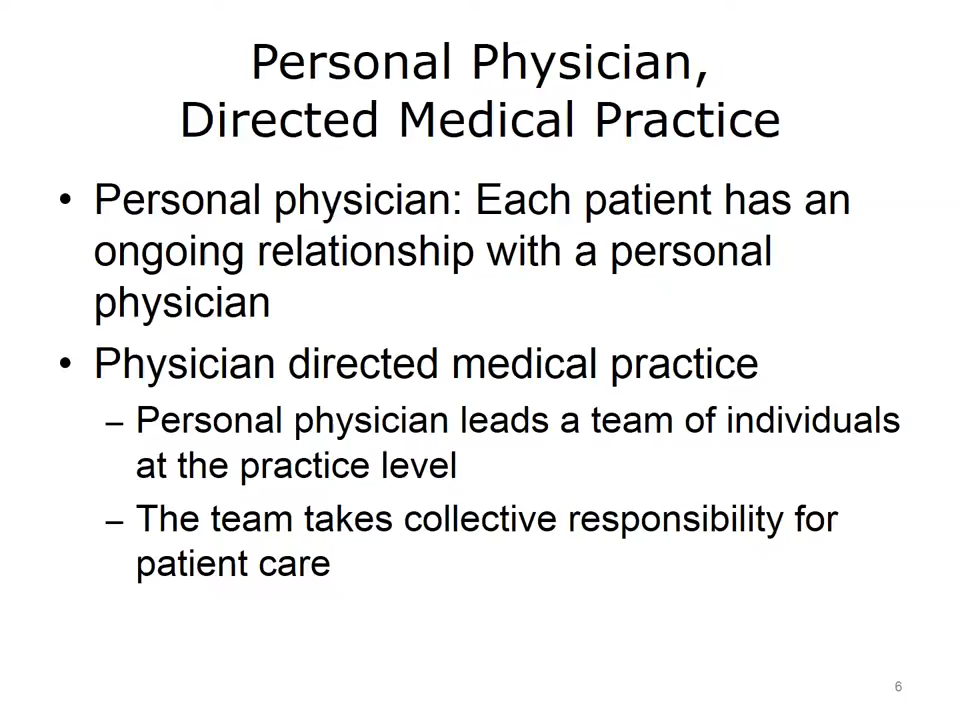 Personal Physician,
Directed Medical Practice
• Personal physician: Each patient has an
ongoing relationship with a personal
physician
• Physician directed medical practice
– Personal physician leads a team of individuals
at the practice level
– The team takes collective responsibility for
patient care
6